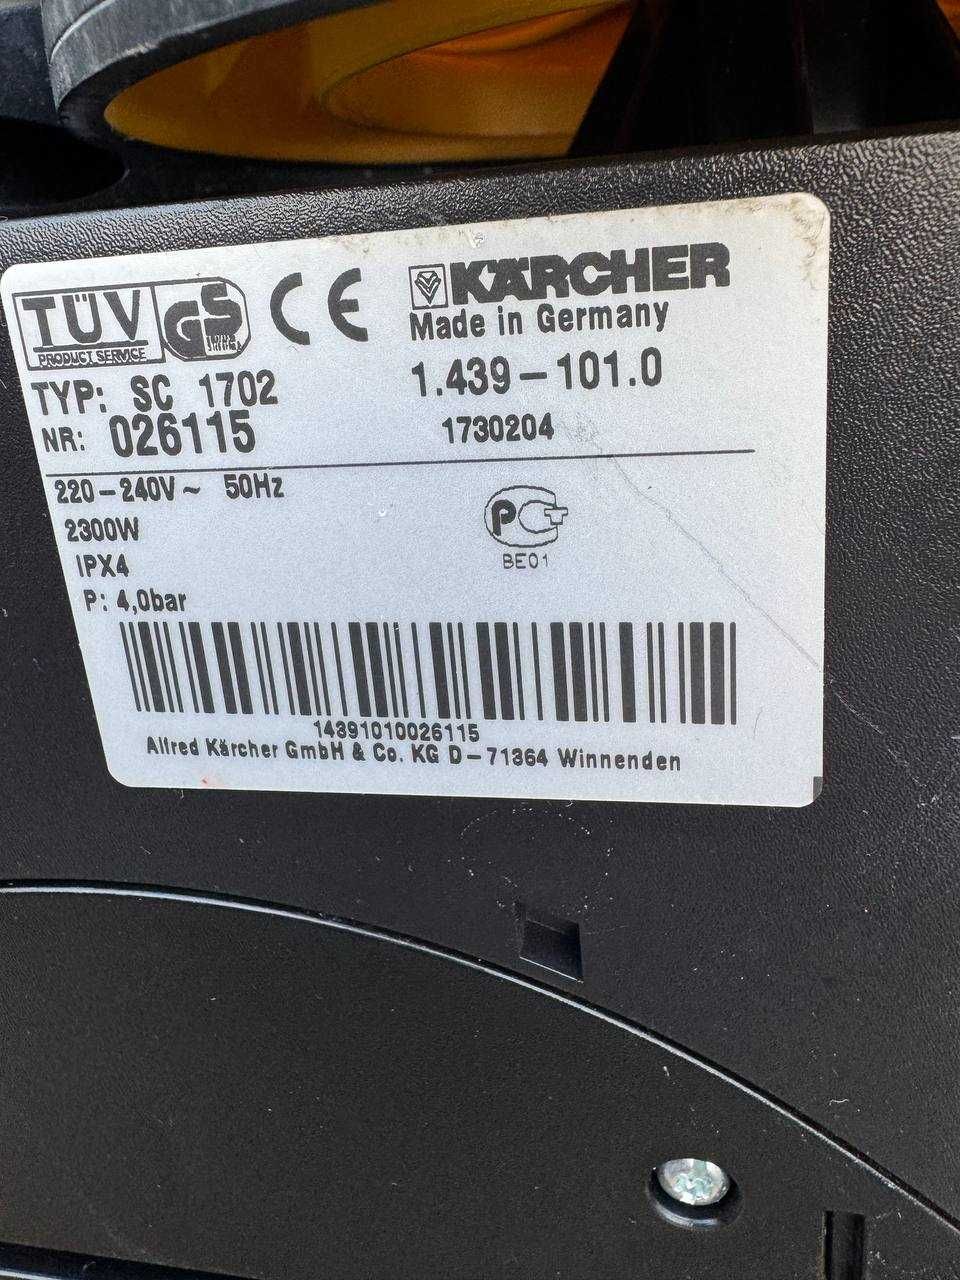 TÜV
PRODUCT SERVICE
GS
CE
KÄRCHER
Made in Germany
TYP: SC 1702
1.439-101.0
NR: 026115
1730204
220-240V~ 50Hz
2300W
IPX4
P: 4,0bar
PCT
BE01
14391010026115
Alfred Kärcher GmbH & Co. KG D-71364 Winnenden